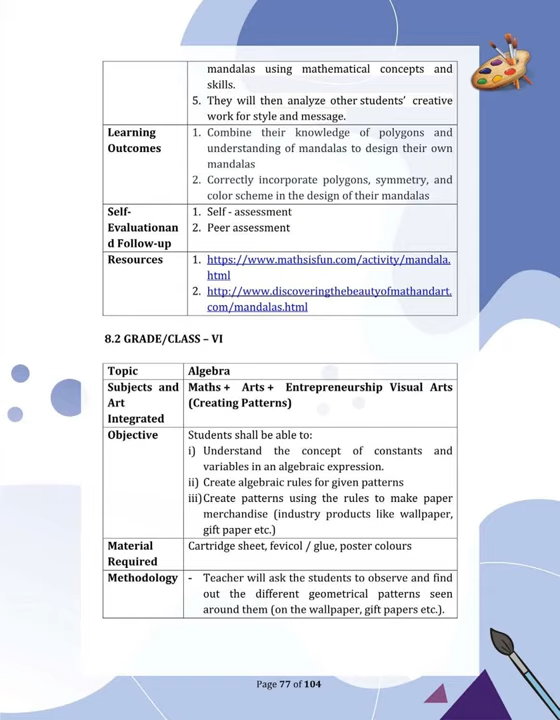 mandalas using mathematical concepts and
skills.
5. They will then analyze other students' creative
work for style and message.
Learning
Outcomes
1. Combine their knowledge of polygons and
understanding of mandalas to design their own
mandalas
2. Correctly incorporate polygons, symmetry, and
color scheme in the design of their mandalas
Self-
Evaluationan
d Follow-up
1. Self - assessment
2. Peer assessment
Resources
1. https://www.mathsisfun.com/activity/mandala.
html
2. http://www.discoveringthebeautyofmathandart.
com/mandalas.html
8.2 GRADE/CLASS – VI
Topic
Algebra
Subjects and
Art
Integrated
Maths + Arts + Entrepreneurship Visual Arts
(Creating Patterns)
Objective
Students shall be able to:
i) Understand the concept of constants and
variables in an algebraic expression.
ii) Create algebraic rules for given patterns
iii)Create patterns using the rules to make paper
merchandise (industry products like wallpaper,
gift paper etc.)
Material
Required
Cartridge sheet, fevicol / glue, poster colours
Methodology
- Teacher will ask the students to observe and find
out the different geometrical patterns seen
around them (on the wallpaper, gift papers etc.).
Page 77 of 104